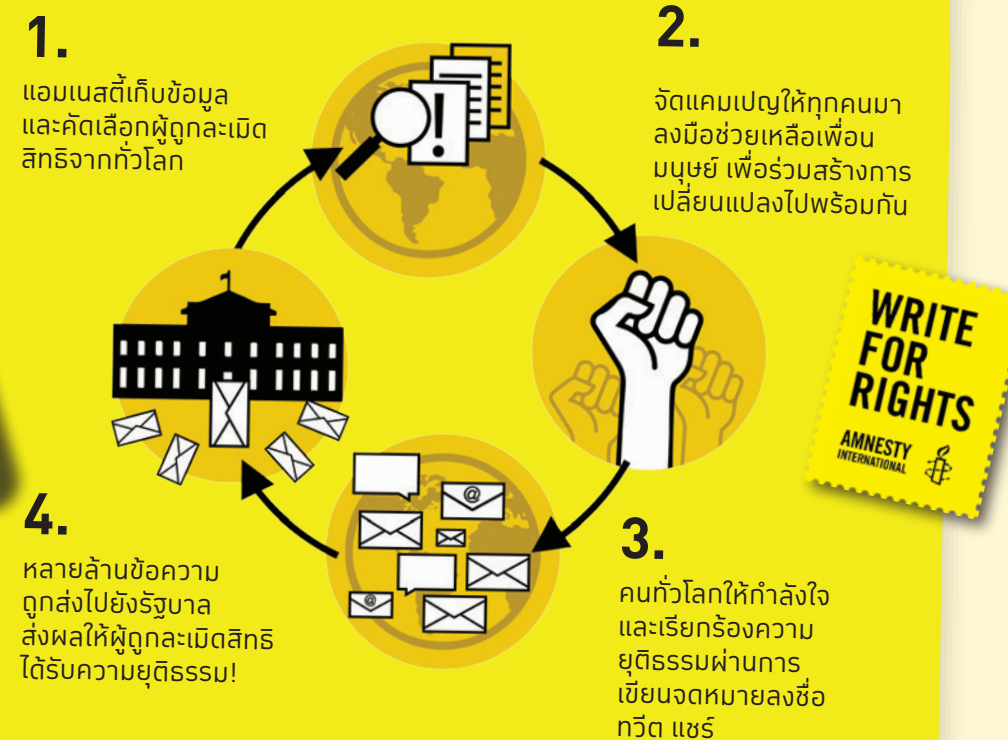 1.
แอมเนสตี้เก็บข้อมูล
และคัดเลือกผู้ถูกละเมิด
สิทธิจากทั่วโลก
2.
จัดแคมเปญให้ทุกคนมา
ลงมือช่วยเหลือเพื่อน
มนุษย์ เพื่อร่วมสร้างการ
เปลี่ยนแปลงไปพร้อมกัน
WRITE
FOR
RIGHTS
AMNESTY
INTERNATIONAL
3.
คนทั่วโลกให้กำลังใจ
และเรียกร้องความ
ยุติธรรมผ่านการ
เขียนจดหมายลงชื่อ
ทวีต แชร์
4.
หลายล้านข้อความ
ถูกส่งไปยังรัฐบาล
ส่งผลให้ผู้ถูกละเมิดสิทธิ
ได้รับความยุติธรรม!